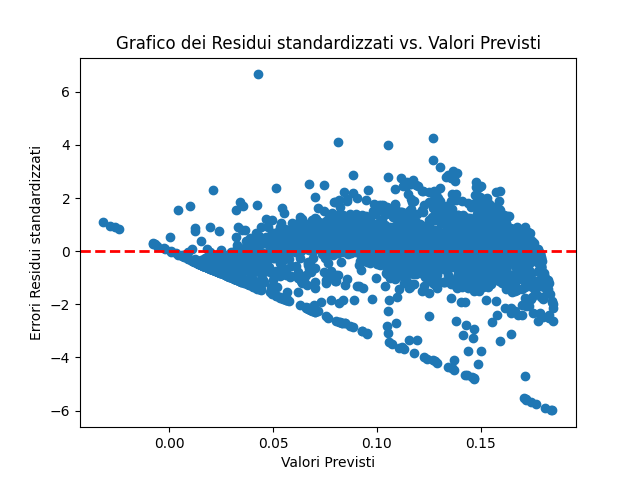 Grafico dei Residui standardizzati vs. Valori Previsti
Errori Residui standardizzati
6
4
2
0
−2
−4
−6
0.00 0.05 0.10 0.15
Valori Previsti